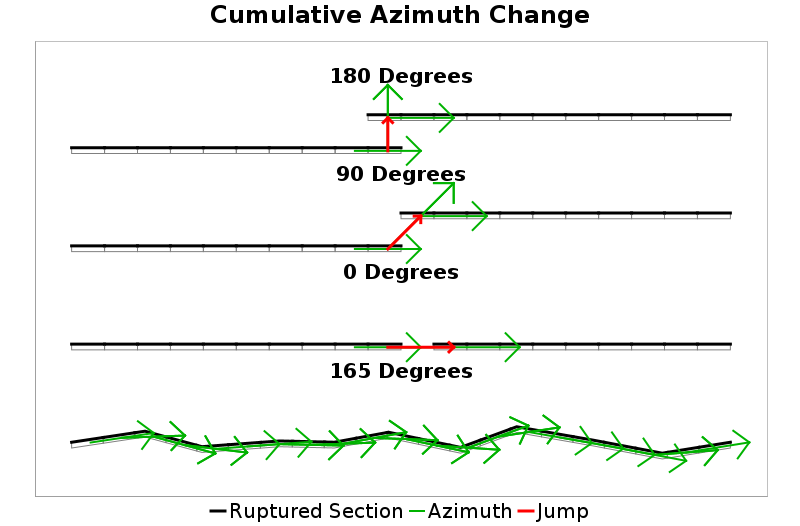 Cumulative Azimuth Change
180 Degrees
90 Degrees
0 Degrees
165 Degrees
Ruptured Section Azimuth Jump